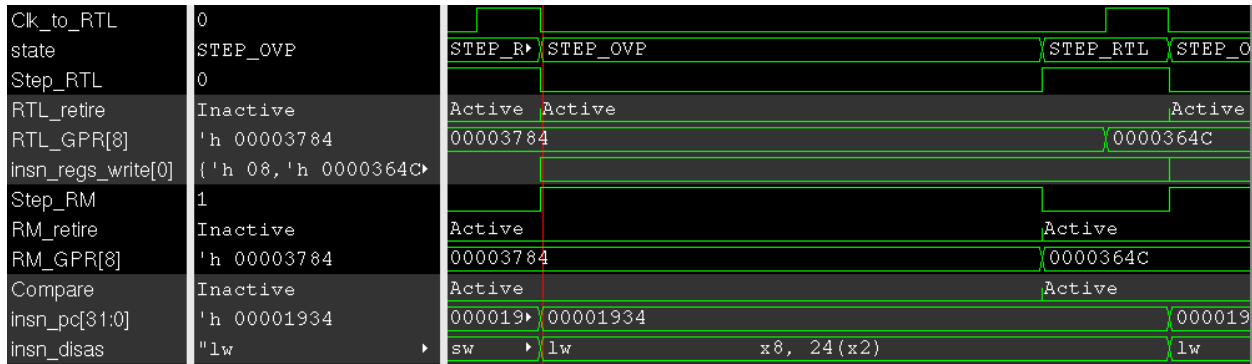 Clk_to_RTL 0
state STEP_OVP STEP_R STEP_OVP STEP_RTL STEP_O
Step_RTL 0
RTL_retire Inactive Active Active Active
RTL_GPR[8] 'h 00003784 00003784 0000364C
insn_regs_write[0] {'h 08,'h 0000364C
Step_RM 1
RM_retire Inactive Active Active
RM_GPR[8] 'h 00003784 00003784 0000364C
Compare Inactive Active Active
insn_pc[31:0] 'h 00001934 000019 00001934 000019
insn_disas "lw sw lw x8, 24(x2) lw